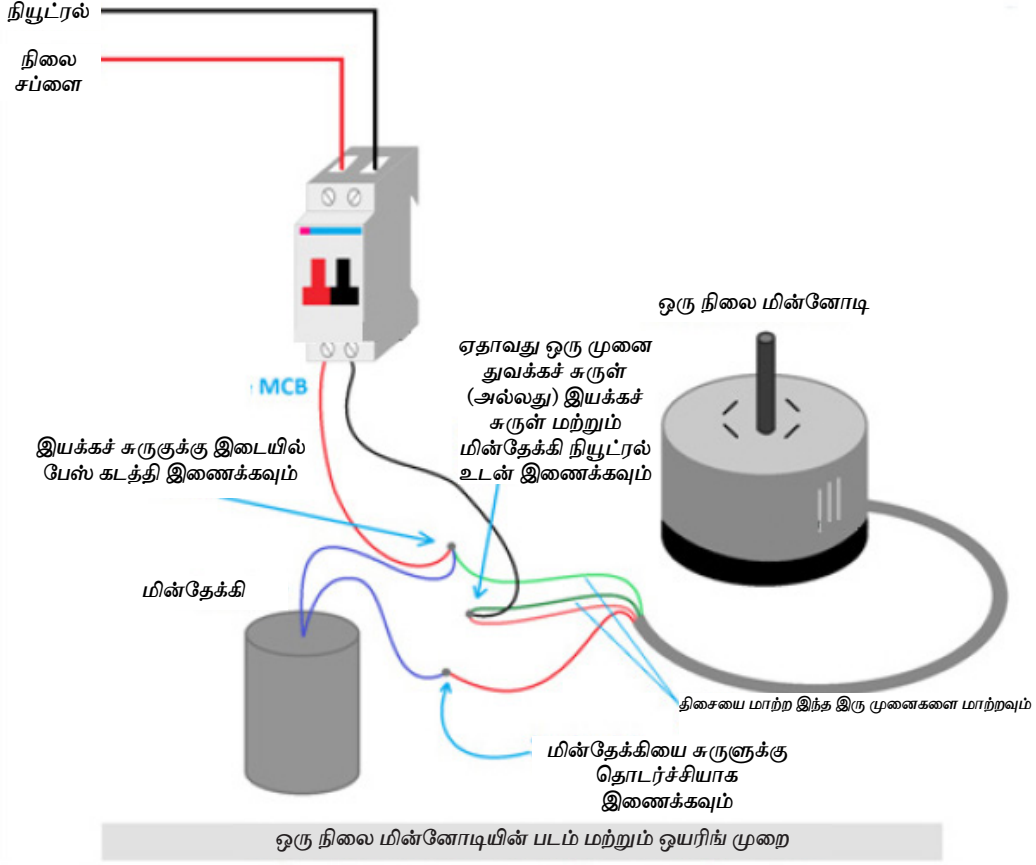 நியூட்ரல்
நிலை
சப்ளை
ஒரு நிலை மின்னோடி
ஏதாவது ஒரு முனை
துவக்கச் சுருள்
(அல்லது) இயக்கச்
சுருள் மற்றும்
மின்தேக்கி நியூட்ரல்
உடன் இணைக்கவும்
MCB
இயக்கச் சுருகுக்கு இடையில்
பேஸ் கடத்தி இணைக்கவும்
மின்தேக்கி
திசையை மாற்ற இந்த இரு முனைகளை மாற்றவும்
மின்தேக்கியை சுருளுக்கு
தொடர்ச்சியாக
இணைக்கவும்
ஒரு நிலை மின்னோடியின் படம் மற்றும் ஒயரிங் முறை